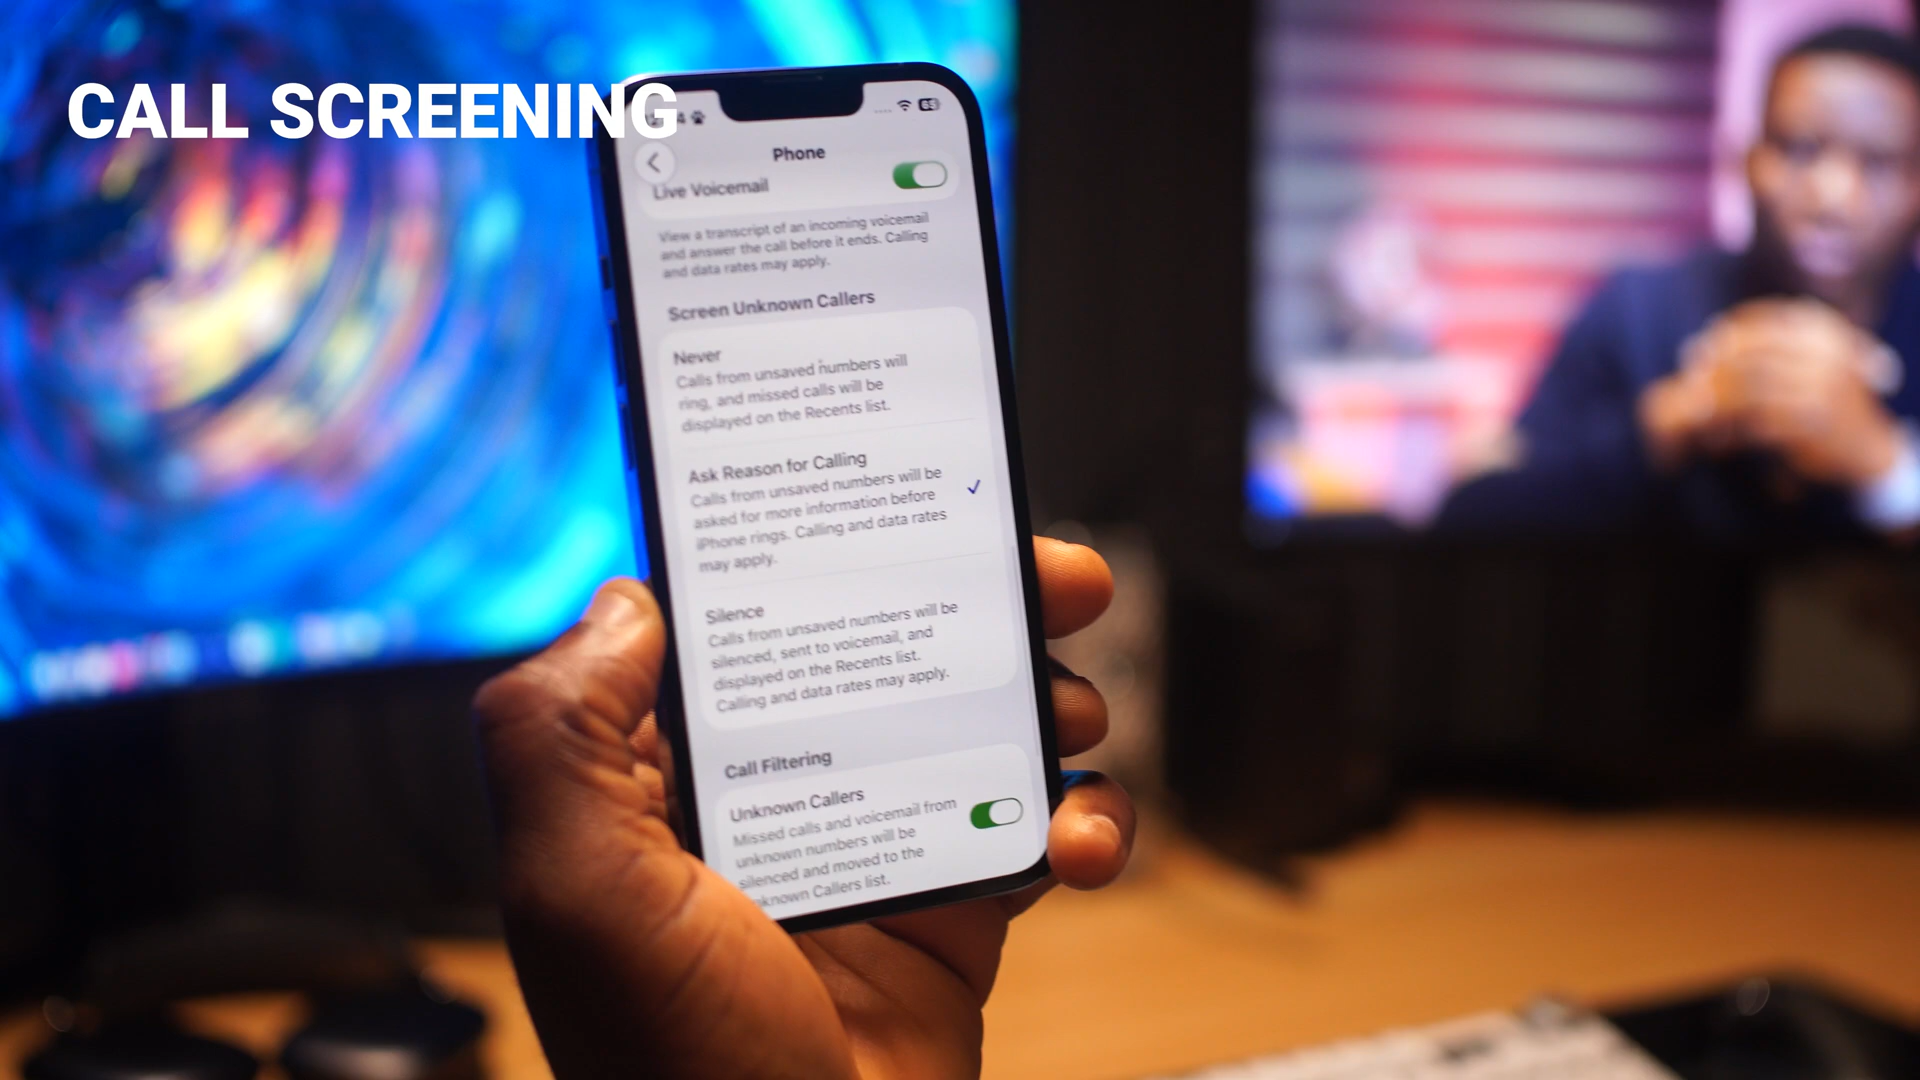 CALL SCREENING
65
Phone
Live Voicemail
View a transcript of an incoming voicemail
and answer the call before it ends. Calling
and data rates may apply.
Screen Unknown Callers
Never
Calls from unsaved numbers will
ring, and missed calls will be
displayed on the Recents list.
Ask Reason for Calling
Calls from unsaved numbers will be
asked for more information before
iPhone rings. Calling and data rates
may apply.
Silence
Calls from unsaved numbers will be
silenced, sent to voicemail, and
displayed on the Recents list.
Calling and data rates may apply.
Call Filtering
Unknown Callers
Missed calls and voicemail from
unknown numbers will be
silenced and moved to the
Callers list.